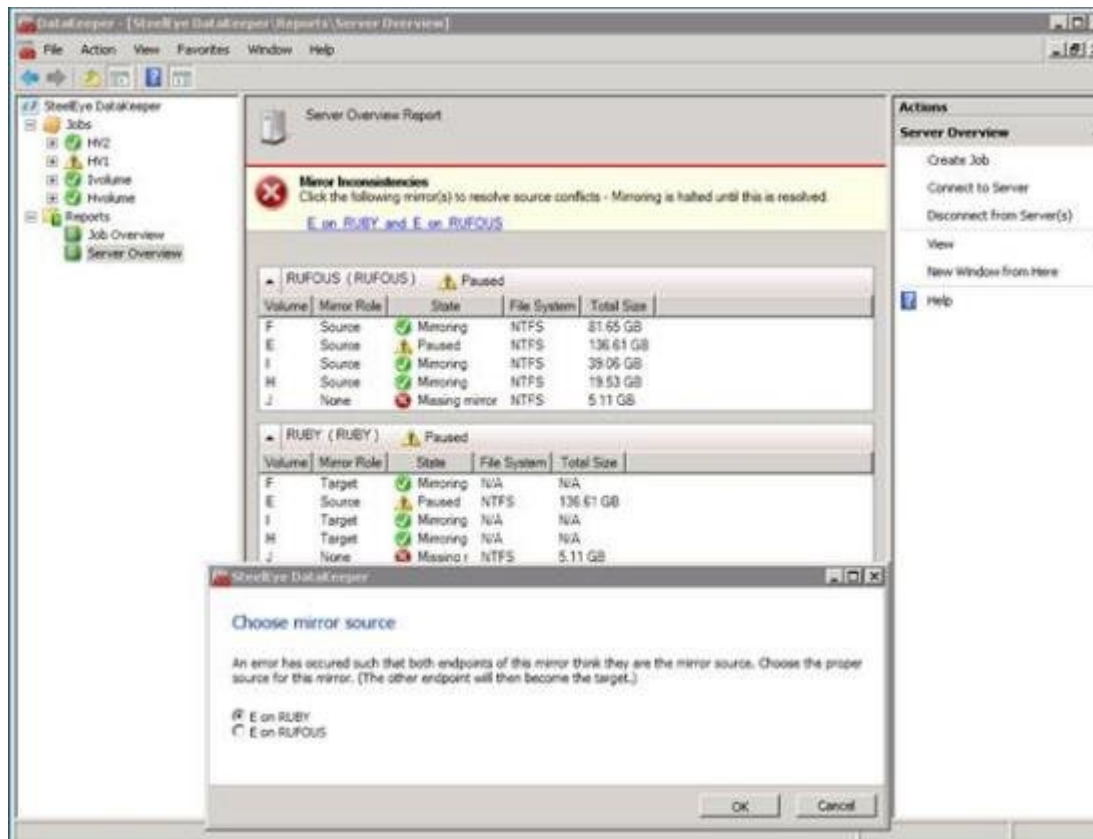 DataKeeper - [SteelEye DataKeeper\Reports\Server Overview]
File Action View Favorites Window Help
SteelEye DataKeeper
Jobs
HV2
HV1
Ivolume
Hvolume
Reports
Job Overview
Server Overview
Server Overview Report
Mirror Inconsistencies
Click the following mirror(s) to resolve source conflicts - Mirroring is halted until this is resolved.
E on RUBY and E on RUFOUS
RUFOUS (RUFOUS) Paused
Volume Mirror Role State File System Total Size
F Source Mirroring NTFS 81.65 GB
E Source Paused NTFS 136.61 GB
I Source Mirroring NTFS 39.06 GB
H Source Mirroring NTFS 19.53 GB
J None Missing mirror NTFS 5.11 GB
RUBY (RUBY) Paused
Volume Mirror Role State File System Total Size
F Target Mirroring N/A N/A
E Source Paused NTFS 136.61 GB
I Target Mirroring N/A N/A
H Target Mirroring N/A N/A
J None Missing r NTFS 5.11 GB
Actions
Server Overview
Create Job
Connect to Server
Disconnect from Server(s)
View
New Window from Here
Help
SteelEye DataKeeper
Choose mirror source
An error has occured such that both endpoints of this mirror think they are the mirror source. Choose the proper
source for this mirror. (The other endpoint will then become the target.)
E on RUBY
E on RUFOUS
OK Cancel